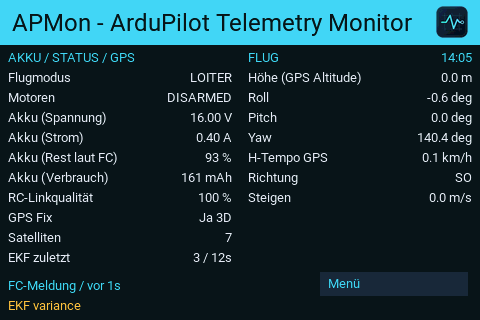 APMon - ArduPilot Telemetry Monitor
AKKU / STATUS / GPS
Flugmodus LOITER
Motoren DISARMED
Akku (Spannung) 16.00 V
Akku (Strom) 0.40 A
Akku (Rest laut FC) 93 %
Akku (Verbrauch) 161 mAh
RC-Linkqualität 100 %
GPS Fix Ja 3D
Satelliten 7
EKF zuletzt 3 / 12s
FC-Meldung / vor 1s
EKF variance
FLUG 14:05
Höhe (GPS Altitude) 0.0 m
Roll -0.6 deg
Pitch 0.0 deg
Yaw 140.4 deg
H-Tempo GPS 0.1 km/h
Richtung SO
Steigen 0.0 m/s
Menü